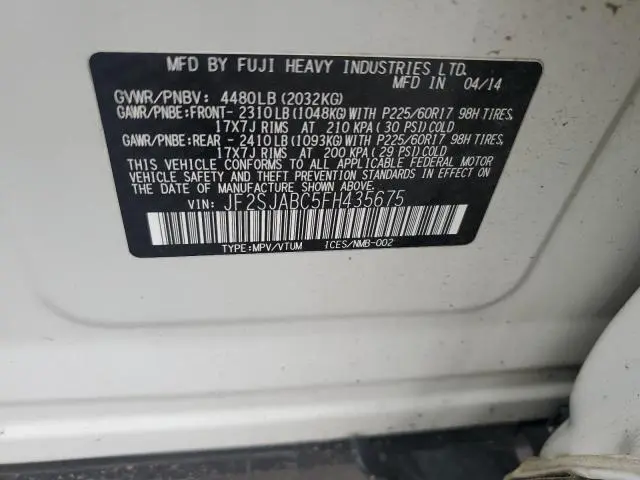 MFD BY FUJI HEAVY INDUSTRIES LTD.
MFD IN 04/14
GVWR/PNBV: 4480LB (2032KG)
GAWR/PNBE:FRONT- 2310LB (1048KG) WITH P225/60R17 98H TIRES,
17X7J RIMS AT 210 KPA (30 PSI) COLD
GAWR/PNBE:REAR - 2410LB (1093KG) WITH P225/60R17 98H TIRES,
17X7J RIMS AT 200 KPA (29 PSI) COLD
THIS VEHICLE CONFORMS TO ALL APPLICABLE FEDERAL MOTOR
VEHICLE SAFETY AND THEFT PREVENTION STANDARDS IN
EFFECT ON THE DATE OF MANUFACTURE SHOWN ABOVE.
VIN: JF2SJABC5FH435675
TYPE:MPV/VTUM ICES/NMB-002